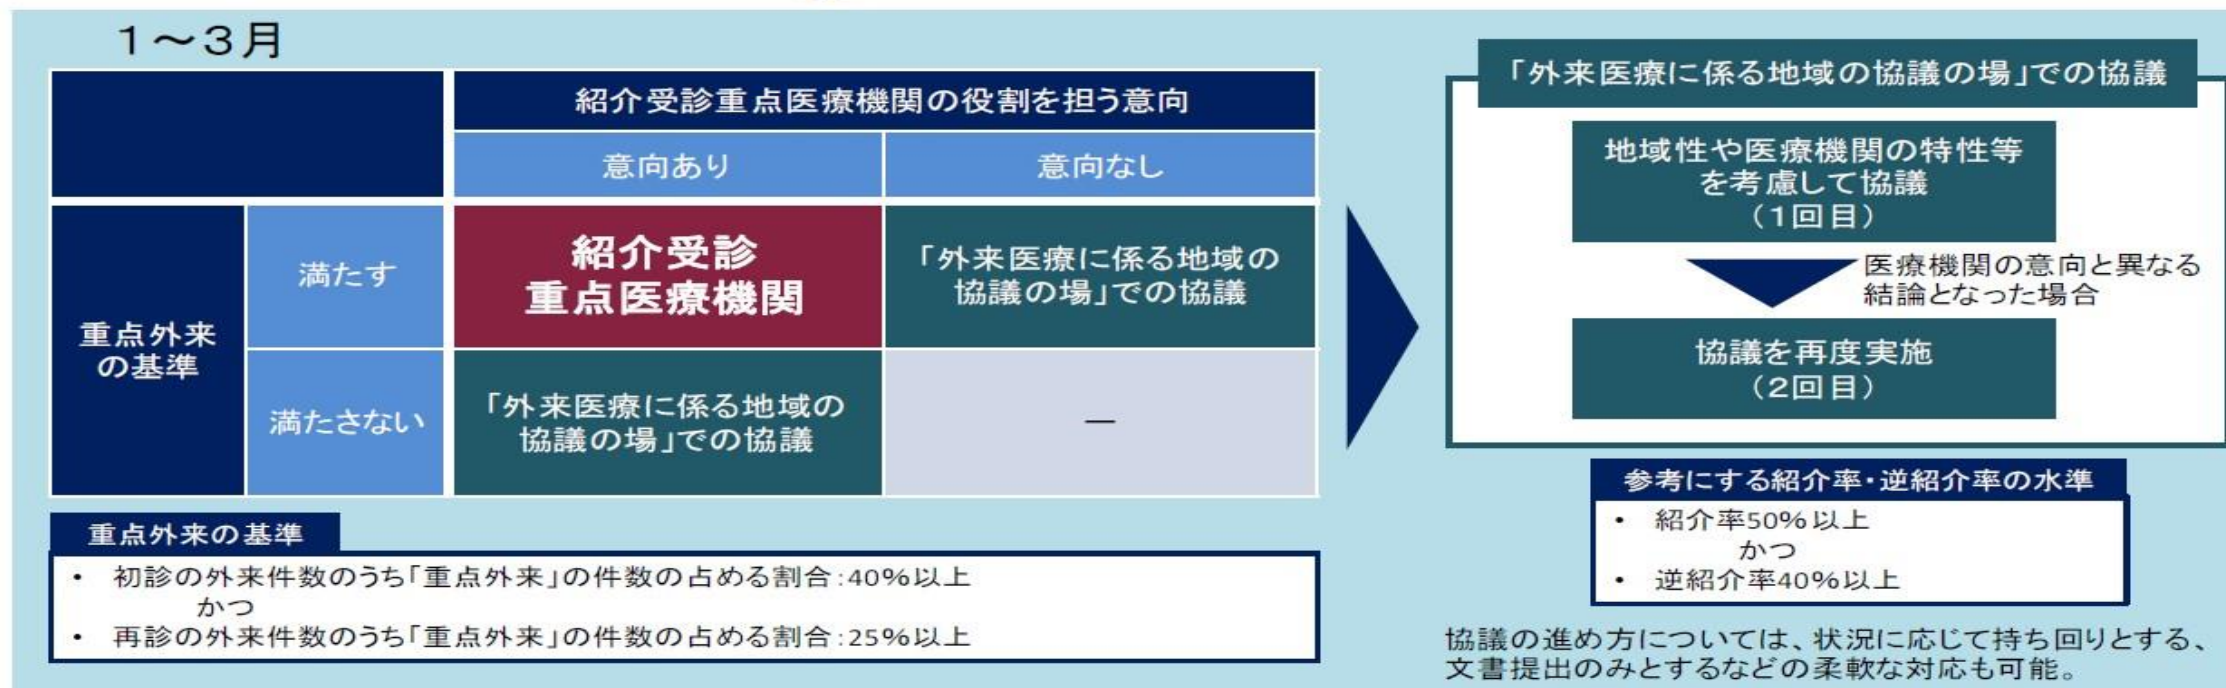 1~3月
紹介受診重点医療機関の役割を担う意向
意向あり
意向なし
重点外来
の基準
満たす
紹介受診
重点医療機関
「外来医療に係る地域の
協議の場」での協議
満たさない
「外来医療に係る地域の
協議の場」での協議
―
重点外来の基準
・ 初診の外来件数のうち「重点外来」の件数の占める割合:40%以上
かつ
・ 再診の外来件数のうち「重点外来」の件数の占める割合:25%以上
「外来医療に係る地域の協議の場」での協議
地域性や医療機関の特性等
を考慮して協議
(1回目)
医療機関の意向と異なる
結論となった場合
協議を再度実施
(2回目)
参考にする紹介率・逆紹介率の水準
・ 紹介率50%以上
かつ
・ 逆紹介率40%以上
協議の進め方については、状況に応じて持ち回りとする、
文書提出のみとするなどの柔軟な対応も可能。